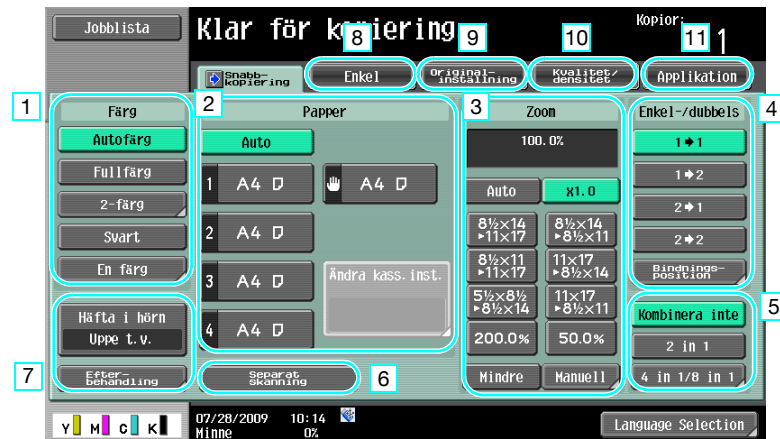 Jobblista
Klar för kopiering.
Kopior:
1
8
9
10
11
Snabb-
kopiering
Enkel
Original-
inställning
Kvalitet/
densitet
Applikation
1
Färg
Autofärg
Fullfärg
2-färg
Svart
En färg
2
Papper
Auto
1 A4
A4
2 A4
3 A4
4 A4
Ändra kass.inst.
3
Zoom
100.0%
Auto
x1.0
8½×14
▸11×17
8½×14
▸8½×11
8½×11
▸11×17
11×17
▸8½×14
5½×8½
▸8½×14
11×17
▸8½×11
200.0%
50.0%
Mindre
Manuell
4
Enkel-/dubbels
1➧1
1➧2
2➧1
2➧2
Bindnings-
position
5
Kombinera inte
2 in 1
4 in 1/8 in 1
Häfta i hörn
Uppe t.v.
7
Efter-
behandling
Separat
skanning
6
Y M C K
07/28/2009 10:14
Minne 0%
Language Selection